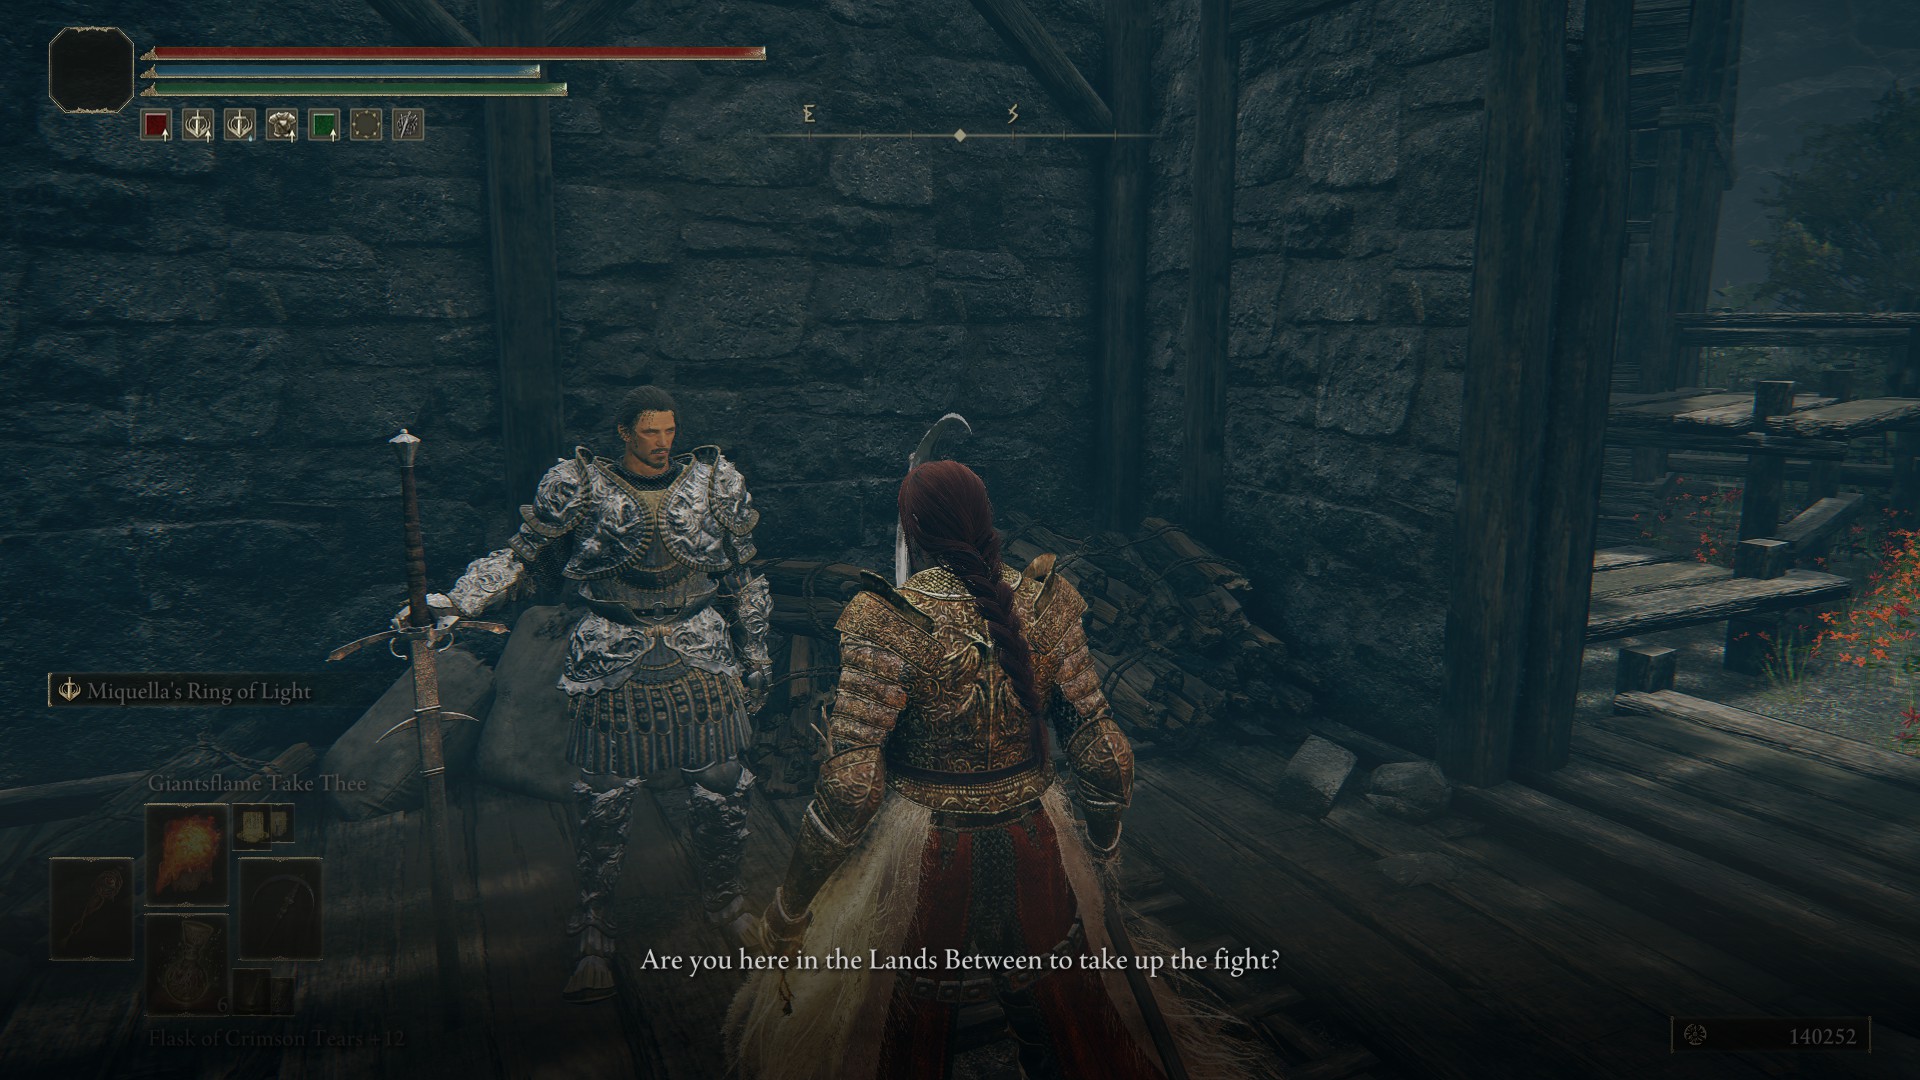 E
S
Miquella's Ring of Light
Giantsflame Take Thee
6
Flask of Crimson Tears +12
Are you here in the Lands Between to take up the fight?
140252